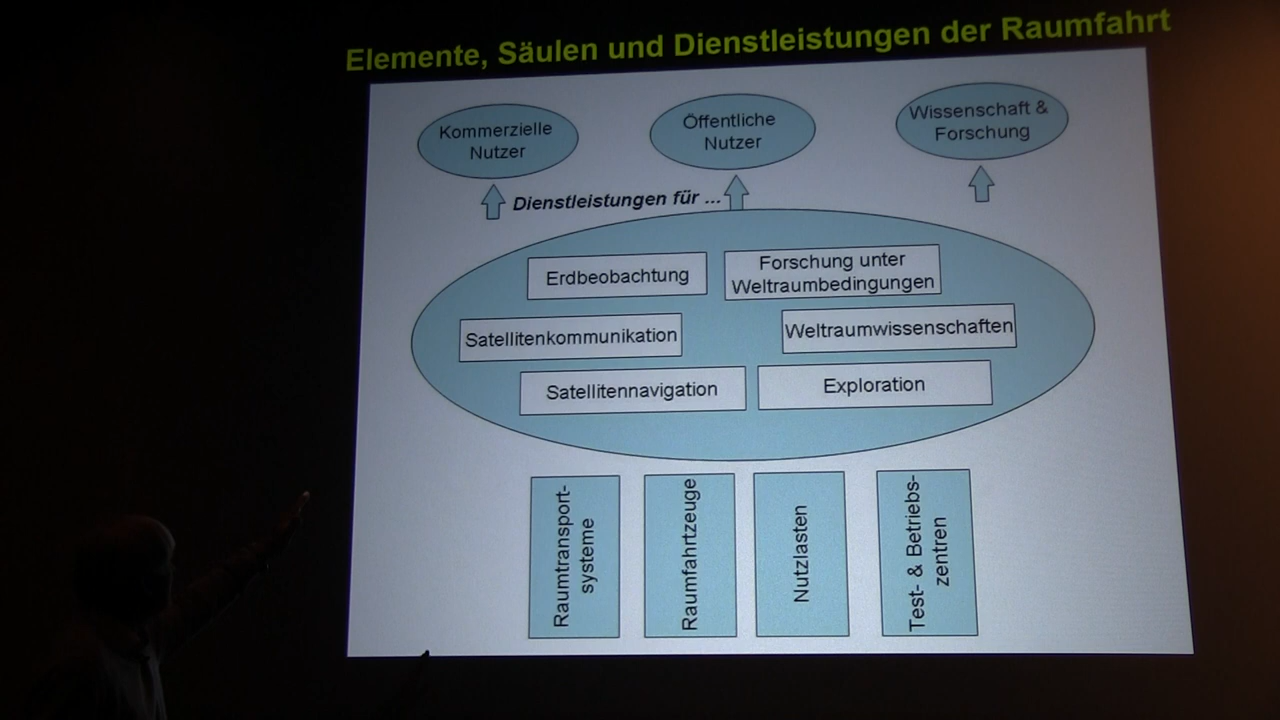 Elemente, Säulen und Dienstleistungen der Raumfahrt
Kommerzielle
Nutzer
Öffentliche
Nutzer
Wissenschaft &
Forschung
Dienstleistungen für ...
Erdbeobachtung
Forschung unter
Weltraumbedingungen
Satellitenkommunikation
Weltraumwissenschaften
Satellitennavigation
Exploration
Raumtransport-
systeme
Raumfahrtzeuge
Nutzlasten
Test- & Betriebs-
zentren